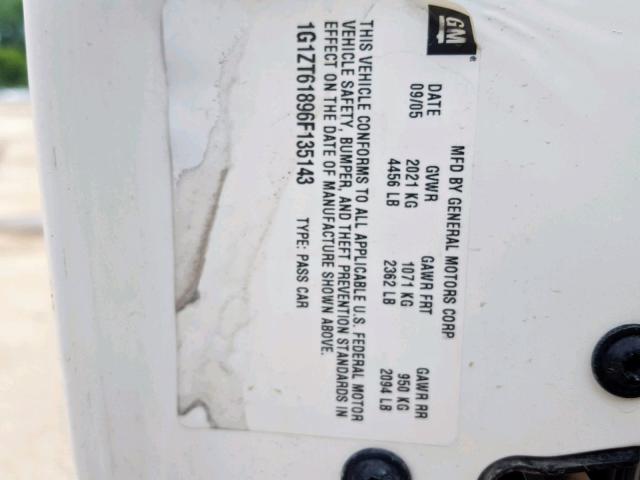 GM
MFD BY GENERAL MOTORS CORP
DATE GVWR GAWR FRT GAWR RR
09/05 2021 KG 1071 KG 950 KG
4456 LB 2362 LB 2094 LB
THIS VEHICLE CONFORMS TO ALL APPLICABLE U.S. FEDERAL MOTOR
VEHICLE SAFETY, BUMPER, AND THEFT PREVENTION STANDARDS IN
EFFECT ON THE DATE OF MANUFACTURE SHOWN ABOVE.
1G1ZT61896F135143 TYPE: PASS CAR